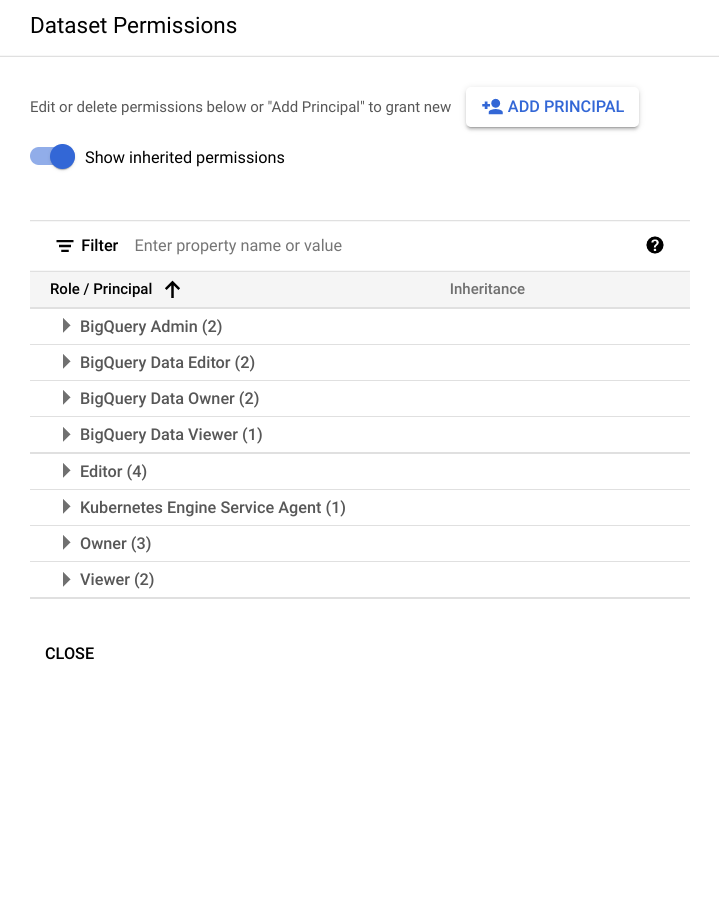 Dataset Permissions
Edit or delete permissions below or "Add Principal" to grant new
ADD PRINCIPAL
Show inherited permissions
Filter Enter property name or value
Role / Principal Inheritance
BigQuery Admin (2)
BigQuery Data Editor (2)
BigQuery Data Owner (2)
BigQuery Data Viewer (1)
Editor (4)
Kubernetes Engine Service Agent (1)
Owner (3)
Viewer (2)
CLOSE